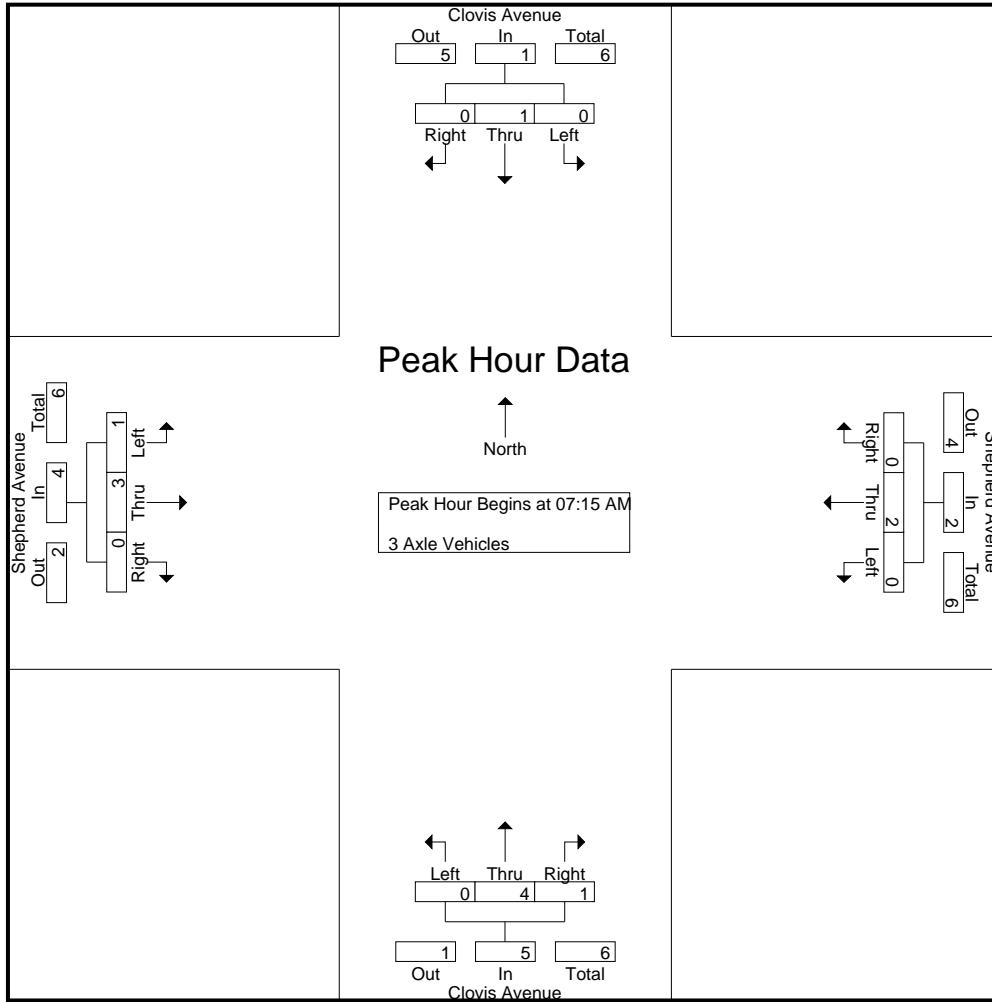 Clovis Avenue
Out In Total
5 1 6
0 1 0
Right Thru Left
Peak Hour Data
North
Peak Hour Begins at 07:15 AM
3 Axle Vehicles
Shepherd Avenue
Out In Total
2 4 6
Left Thru Right
1 3 0
Shepherd Avenue
Out In Total
4 2 6
Right Thru Left
0 2 0
Left Thru Right
0 4 1
1 5 6
Out In Total
Clovis Avenue